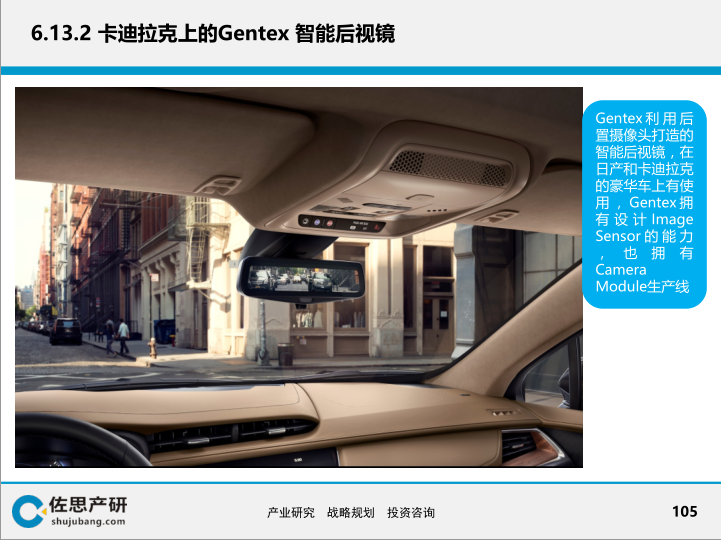 6.13.2 卡迪拉克上的Gentex 智能后视镜
Gentex利用后
置摄像头打造的
智能后视镜，在
日产和卡迪拉克
的豪华车上有使
用，Gentex拥
有设计Image
Sensor的能力
，也拥有
Camera
Module生产线
佐思产研
shujubang.com
产业研究 战略规划 投资咨询
105